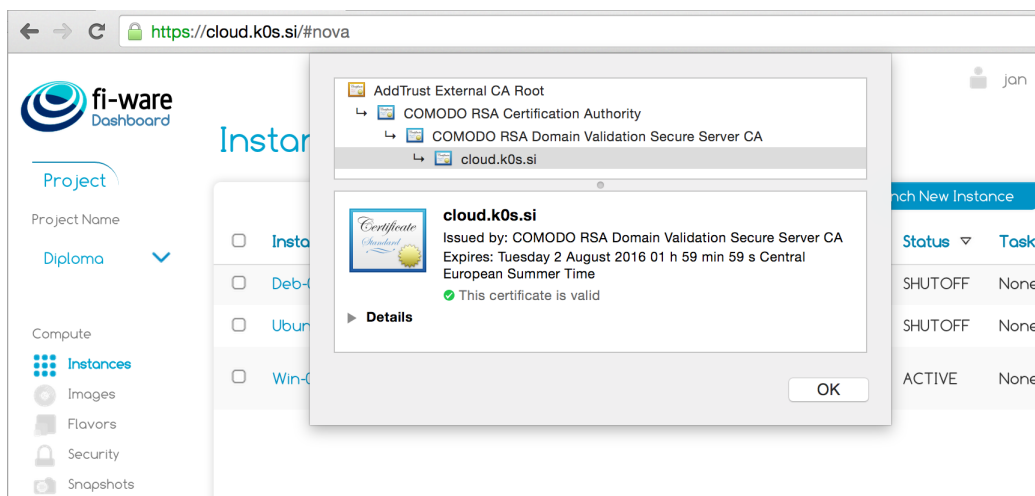 https://cloud.k0s.si/#nova
fi-ware
Dashboard
jan
Project
Project Name
Diploma
Compute
Instances
Images
Flavors
Security
Snapshots
AddTrust External CA Root
COMODO RSA Certification Authority
COMODO RSA Domain Validation Secure Server CA
cloud.k0s.si
Certificate
Standard
cloud.k0s.si
Issued by: COMODO RSA Domain Validation Secure Server CA
Expires: Tuesday 2 August 2016 01 h 59 min 59 s Central
European Summer Time
This certificate is valid
Details
OK
Instan
nch New Instance
Insta Status Task
Deb-0 SHUTOFF None
Ubun SHUTOFF None
Win-0 ACTIVE None